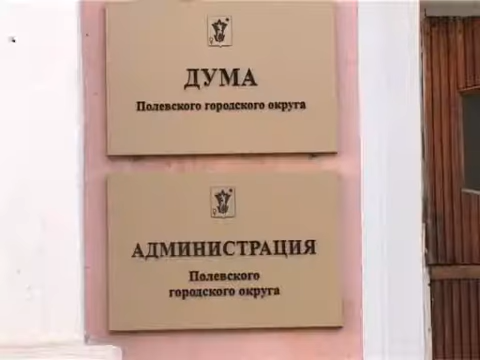 ДУМА
Полевского городского округа
АДМИНИСТРАЦИЯ
Полевского
городского округа